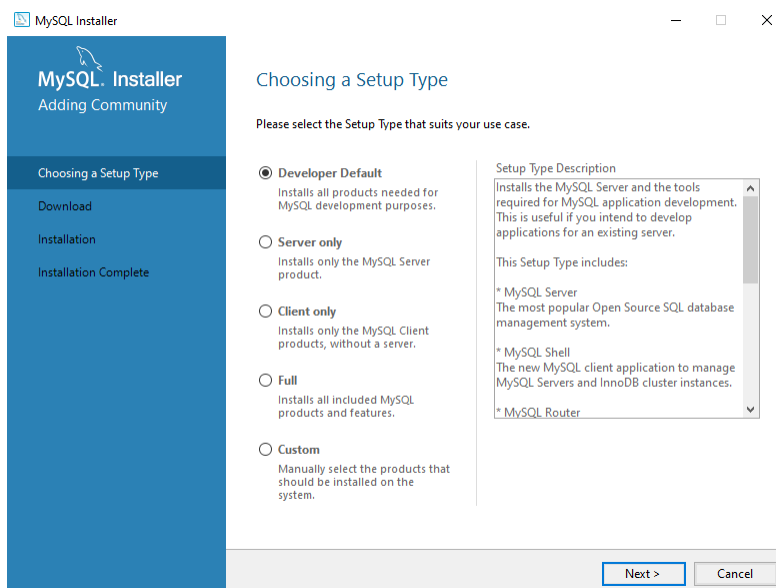 MySQL Installer
MySQL. Installer
Adding Community
Choosing a Setup Type
Download
Installation
Installation Complete
Choosing a Setup Type
Please select the Setup Type that suits your use case.
Developer Default
Installs all products needed for
MySQL development purposes.
Server only
Installs only the MySQL Server
product.
Client only
Installs only the MySQL Client
products, without a server.
Full
Installs all included MySQL
products and features.
Custom
Manually select the products that
should be installed on the
system.
Setup Type Description
Installs the MySQL Server and the tools
required for MySQL application development.
This is useful if you intend to develop
applications for an existing server.
This Setup Type includes:
* MySQL Server
The most popular Open Source SQL database
management system.
* MySQL Shell
The new MySQL client application to manage
MySQL Servers and InnoDB cluster instances.
* MySQL Router
Next >
Cancel